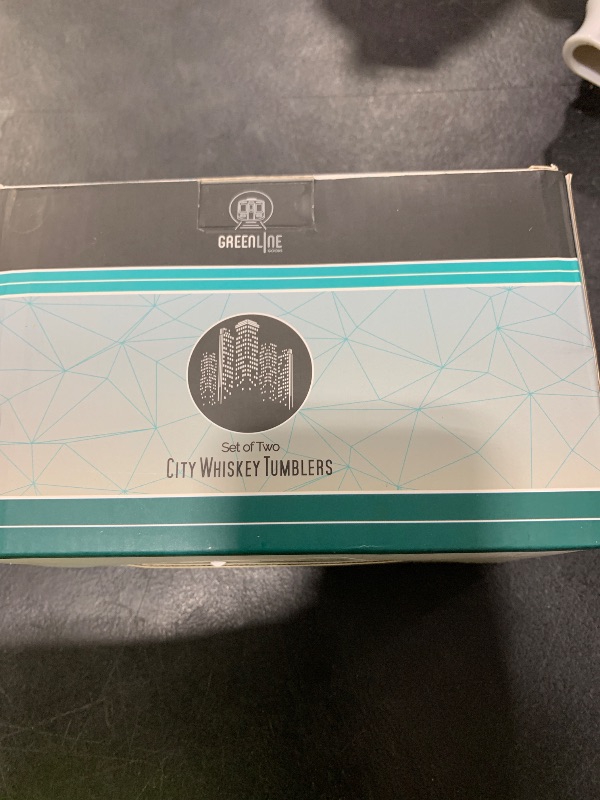 GREENLINE
Set of Two
CITY WHISKEY TUMBLERS